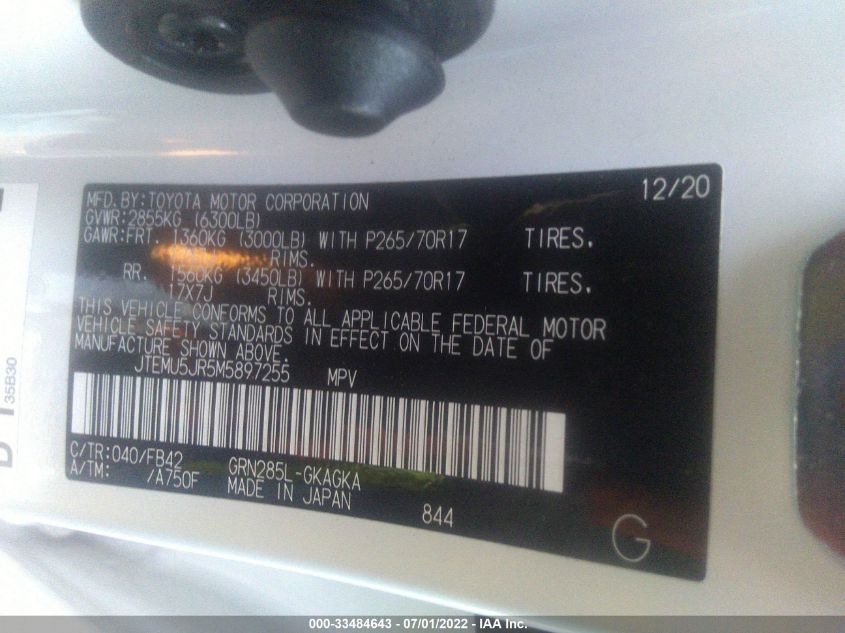 MFD.BY:TOYOTA MOTOR CORPORATION 12/20
GVWR:2855KG (6300LB)
GAWR:FRT. 1360KG (3000LB) WITH P265/70R17 TIRES.
RIMS.
RR. 1560KG (3450LB) WITH P265/70R17 TIRES.
17X7J RIMS.
THIS VEHICLE CONFORMS TO ALL APPLICABLE FEDERAL MOTOR
VEHICLE SAFETY STANDARDS IN EFFECT ON THE DATE OF
MANUFACTURE SHOWN ABOVE.
JTEMU5JR5M5897255 MPV
C/TR:040/FB42 GRN285L-GKAGKA
A/TM: /A750F MADE IN JAPAN
844
G
35B30
000-33484643 - 07/01/2022 - IAA Inc.